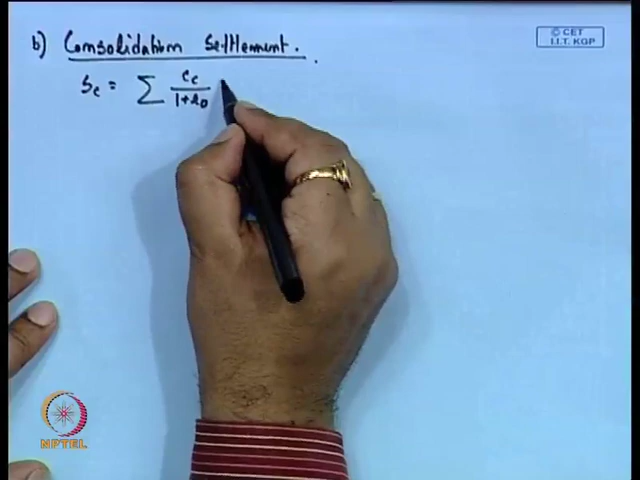 b) Consolidation Settlement.
Sc = Σ Cc / 1+e0
© CET
I.I.T. KGP
NPTEL